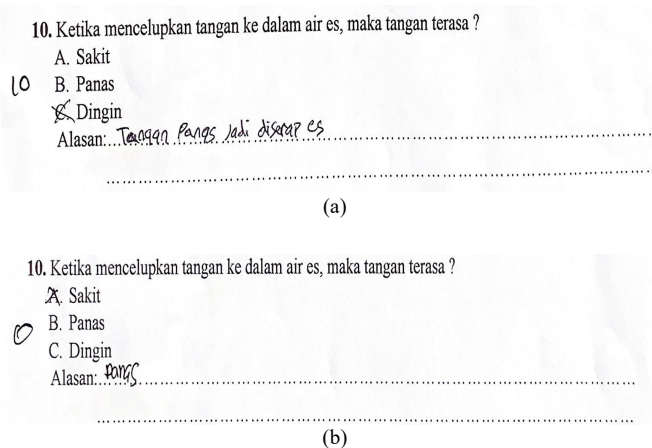 10. Ketika mencelupkan tangan ke dalam air es, maka tangan terasa ?
A. Sakit
10 B. Panas
C. Dingin
Alasan: Tangan Panas Jadi diserap es
(a)
10. Ketika mencelupkan tangan ke dalam air es, maka tangan terasa ?
A. Sakit
0 B. Panas
C. Dingin
Alasan: Panas
(b)